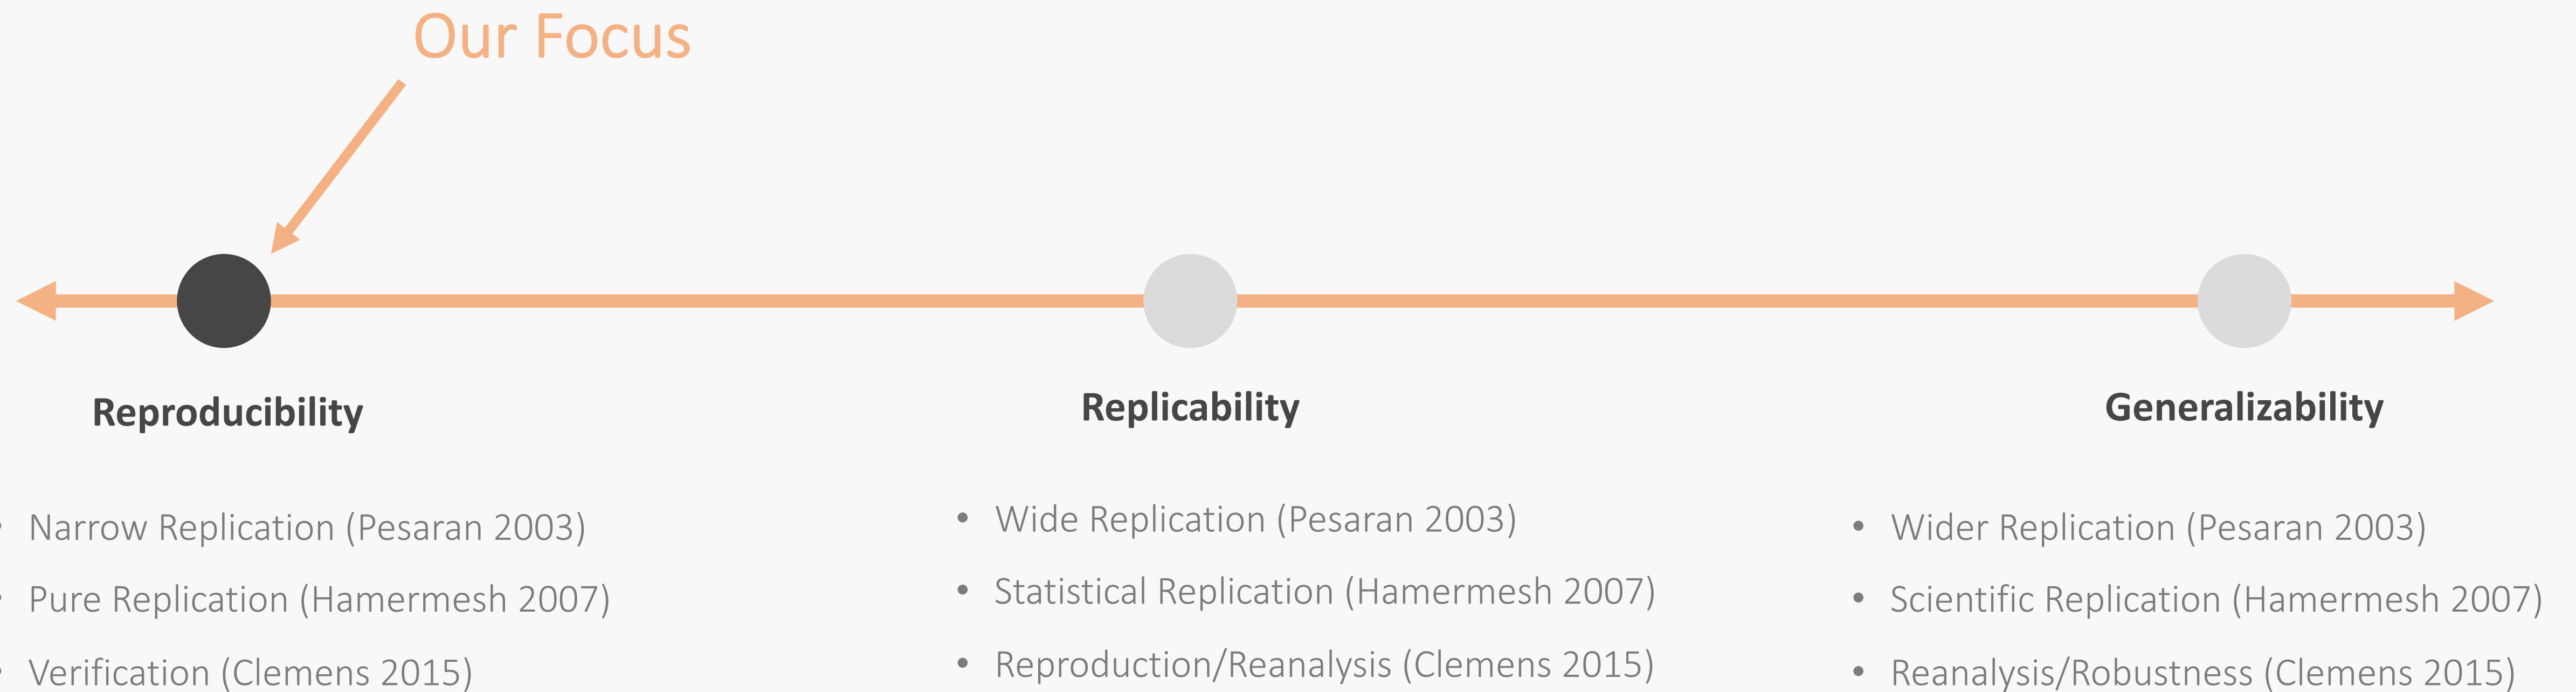 Our Focus
Reproducibility
• Narrow Replication (Pesaran 2003)
• Pure Replication (Hamermesh 2007)
• Verification (Clemens 2015)
Replicability
• Wide Replication (Pesaran 2003)
• Statistical Replication (Hamermesh 2007)
• Reproduction/Reanalysis (Clemens 2015)
Generalizability
• Wider Replication (Pesaran 2003)
• Scientific Replication (Hamermesh 2007)
• Reanalysis/Robustness (Clemens 2015)